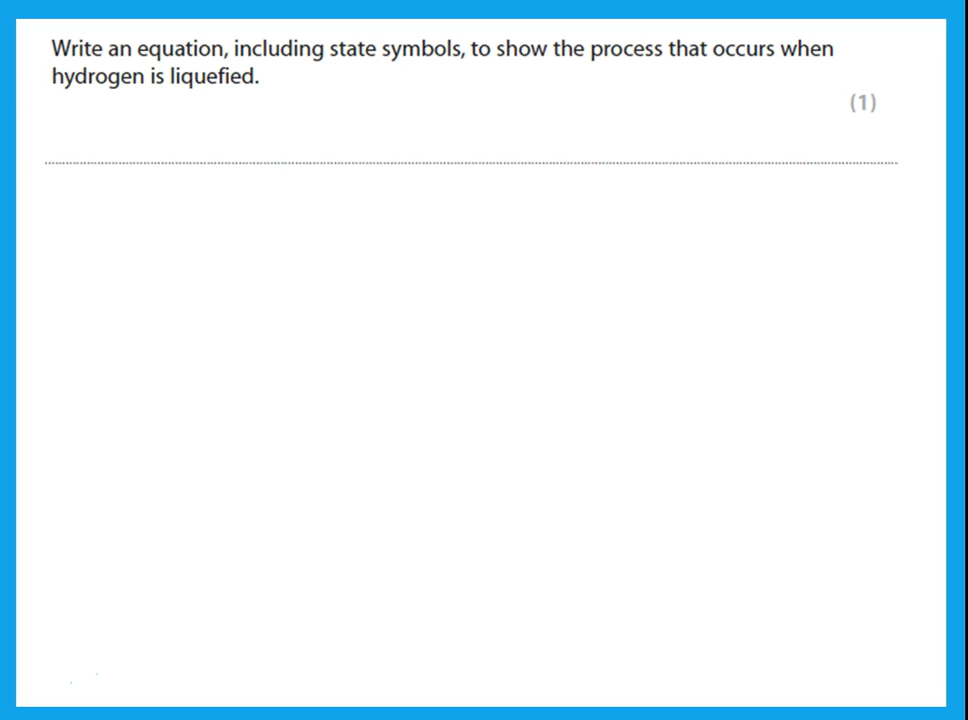 Write an equation, including state symbols, to show the process that occurs when
hydrogen is liquefied.
(1)